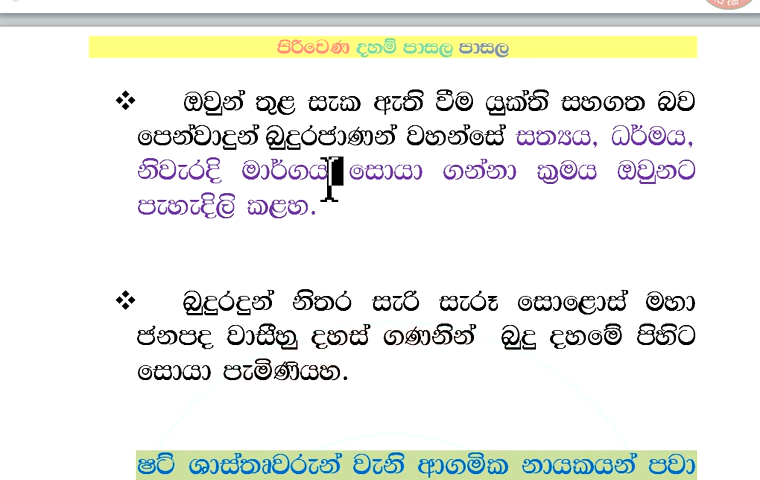 පිරිවෙණ දහම් පාසල පාසල
❖ ඔවුන් තුළ සැක ඇති වීම යුක්ති සහගත බව
පෙන්වාදුන් බුදුරජාණන් වහන්සේ සත්‍යය, ධර්මය,
නිවැරදි මාර්ගය සොයා ගන්නා ක්‍රමය ඔවුනට
පැහැදිලි කළහ.
❖ බුදුරදුන් නිතර සැරි සැරූ සොළොස් මහා
ජනපද වාසීහු දහස් ගණනින් බුදු දහමේ පිහිට
සොයා පැමිණියහ.
ෂට් ශාස්තෘවරුන් වැනි ආගමික නායකයන් පවා